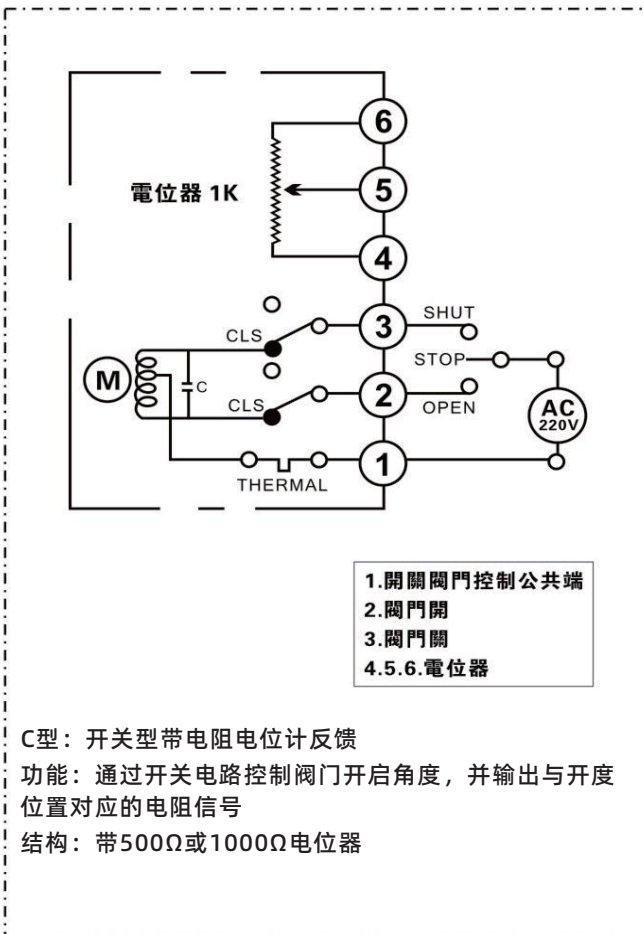 6
電位器 1K
5
4
3
SHUT
CLS
STOP
M
C
2
OPEN
CLS
AC
220V
1
THERMAL
1.開關閥門控制公共端
2.閥門開
3.閥門關
4.5.6.電位器
C型：开关型带电阻电位计反馈
功能：通过开关电路控制阀门开启角度，并输出与开度
位置对应的电阻信号
结构：带500Ω或1000Ω电位器